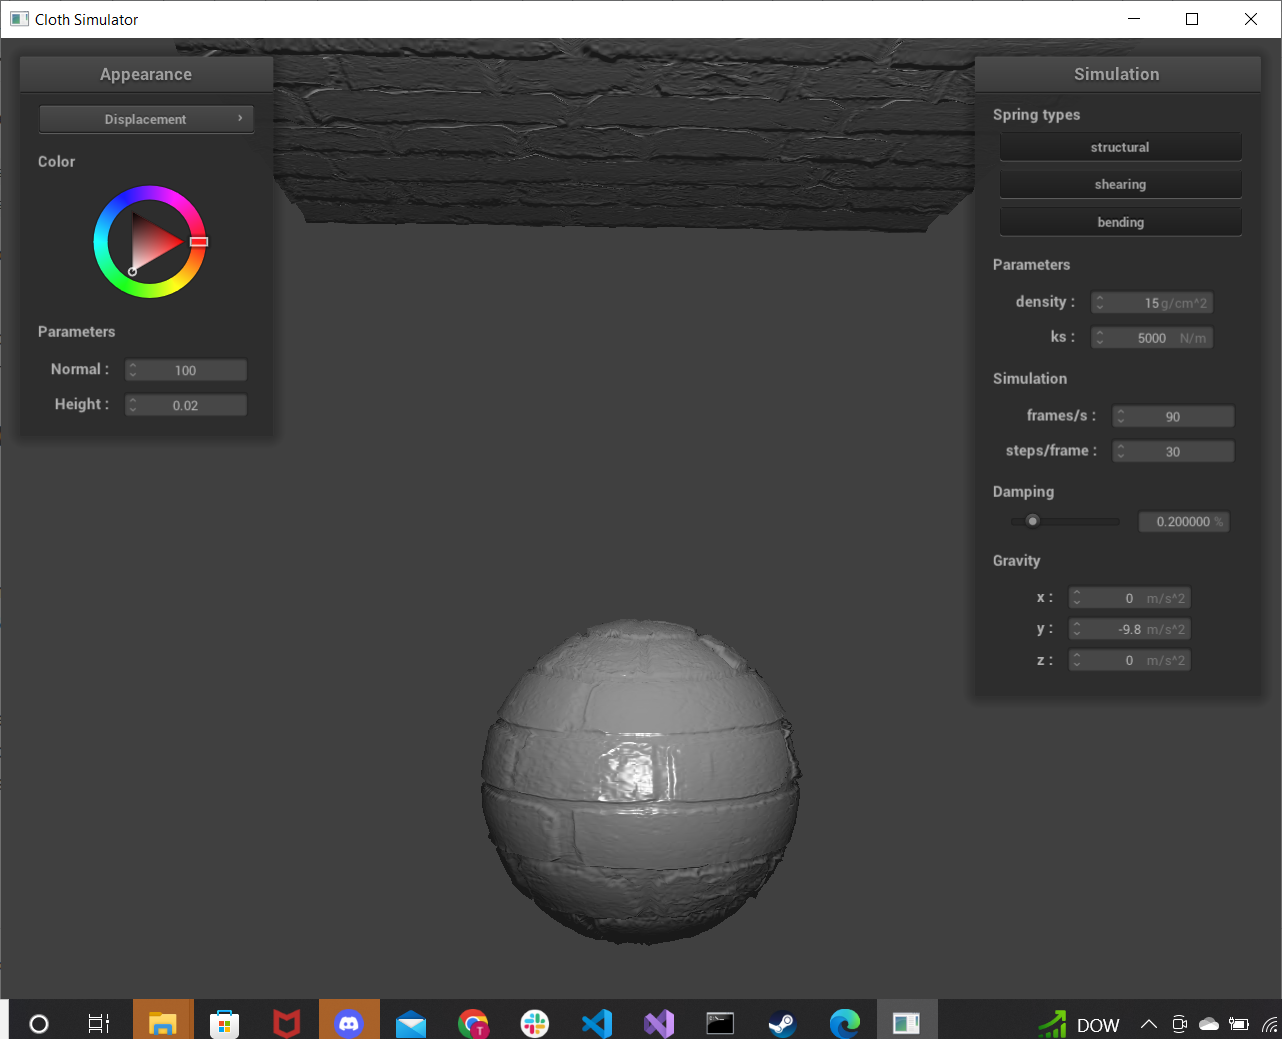 Cloth Simulator
Appearance
Displacement
Color
Parameters
Normal : 100
Height : 0.02
Simulation
Spring types
structural
shearing
bending
Parameters
density : 15 g/cm^2
ks : 5000 N/m
Simulation
frames/s : 90
steps/frame : 30
Damping
0.200000 %
Gravity
x : 0 m/s^2
y : -9.8 m/s^2
z : 0 m/s^2
T
DOW